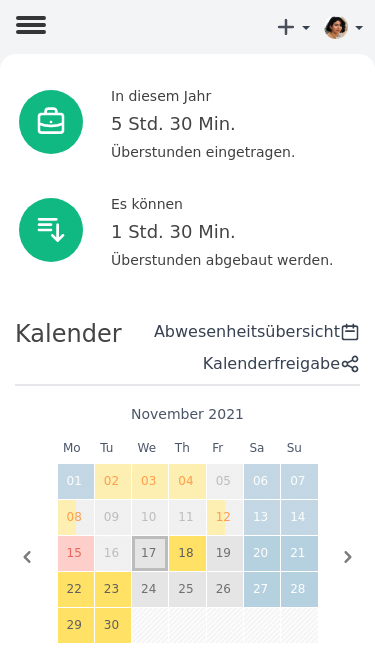 In diesem Jahr
5 Std. 30 Min.
Überstunden eingetragen.
Es können
1 Std. 30 Min.
Überstunden abgebaut werden.
Kalender
Abwesenheitsübersicht
Kalenderfreigabe
November 2021
Mo Tu We Th Fr Sa Su
01 02 03 04 05 06 07
08 09 10 11 12 13 14
15 16 17 18 19 20 21
22 23 24 25 26 27 28
29 30